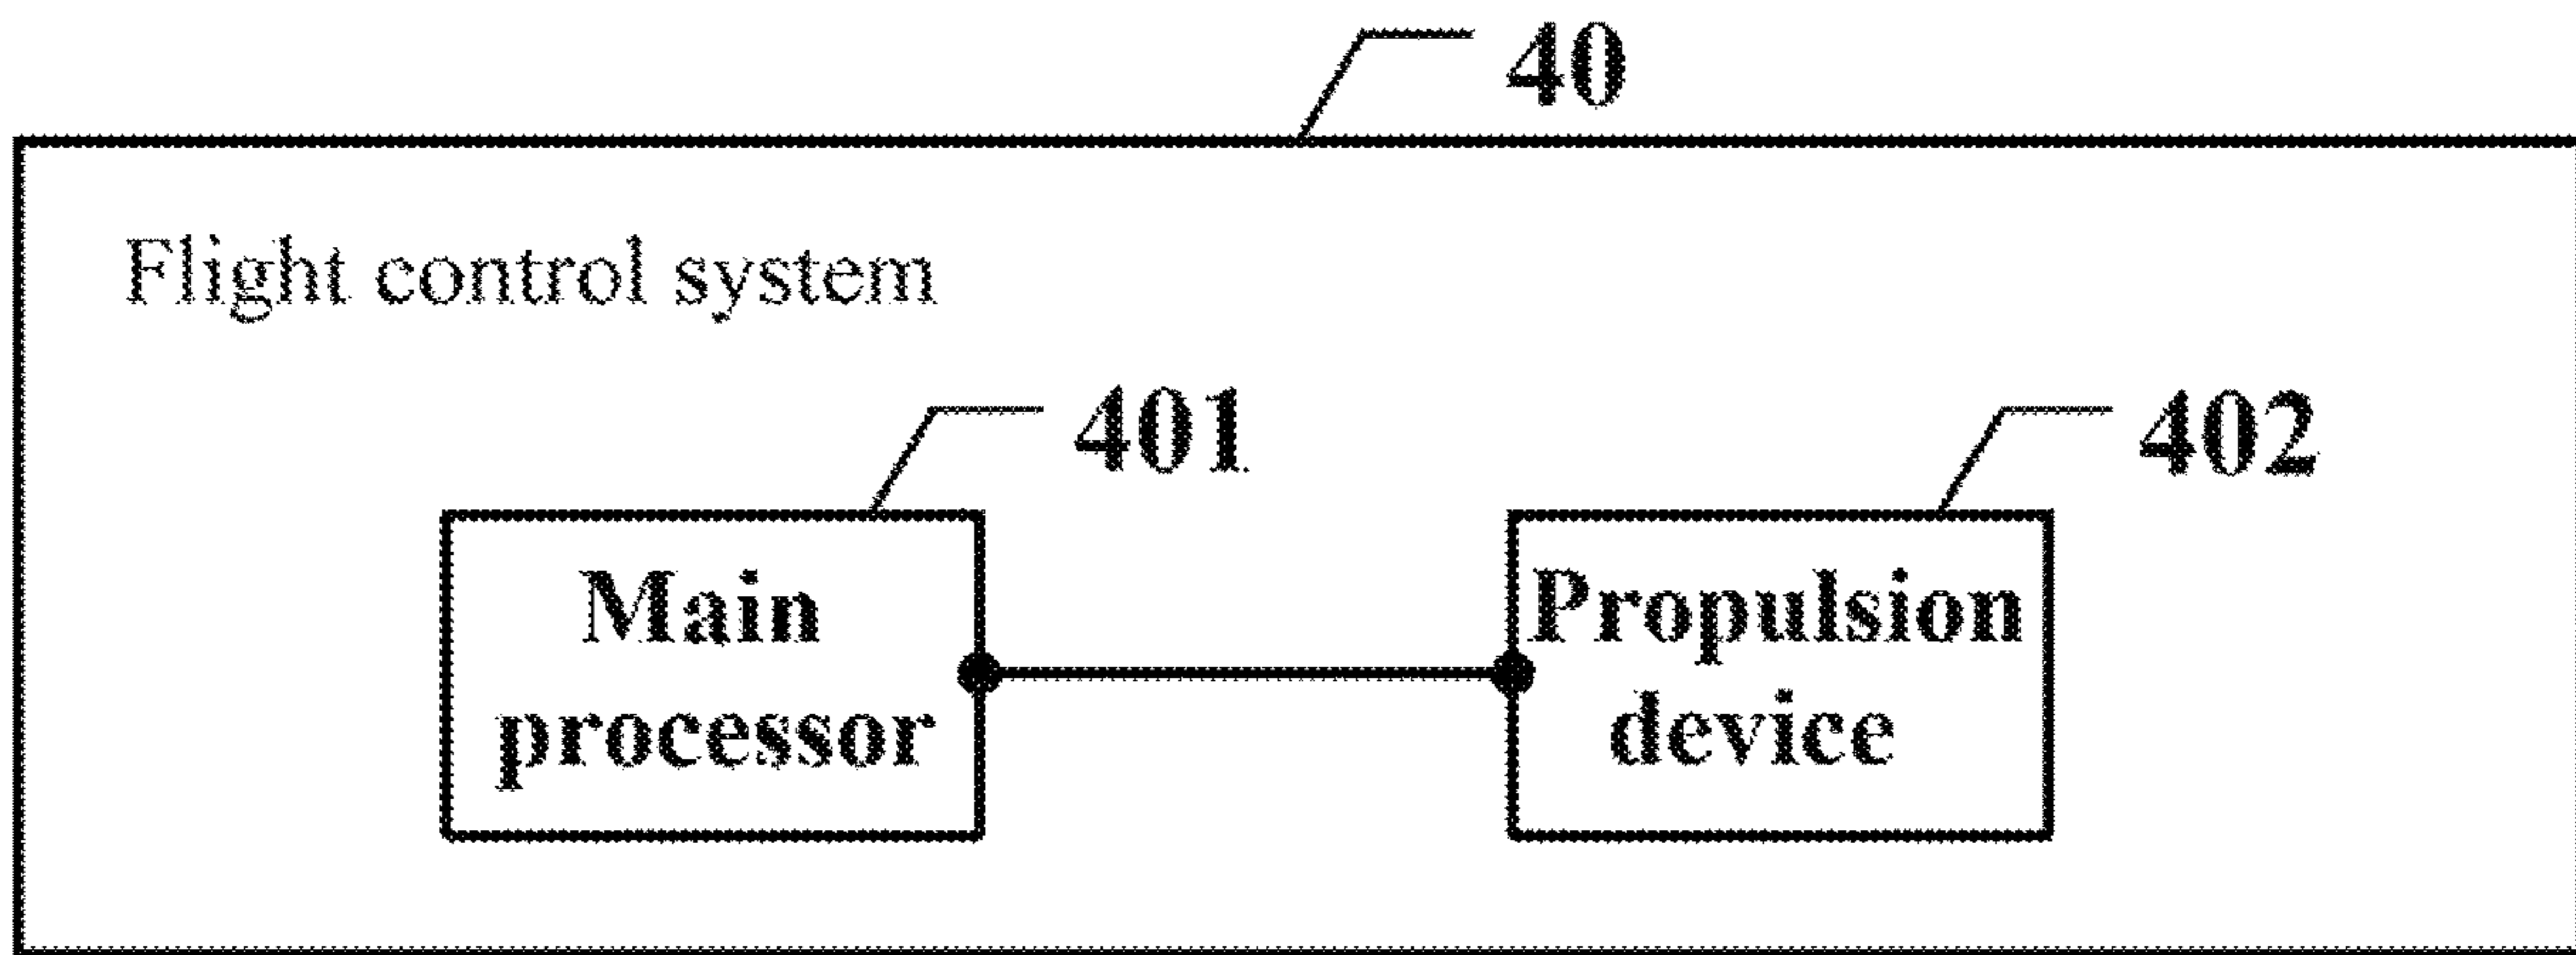 40
Flight control system
401
402
Main
processor
Propulsion
device